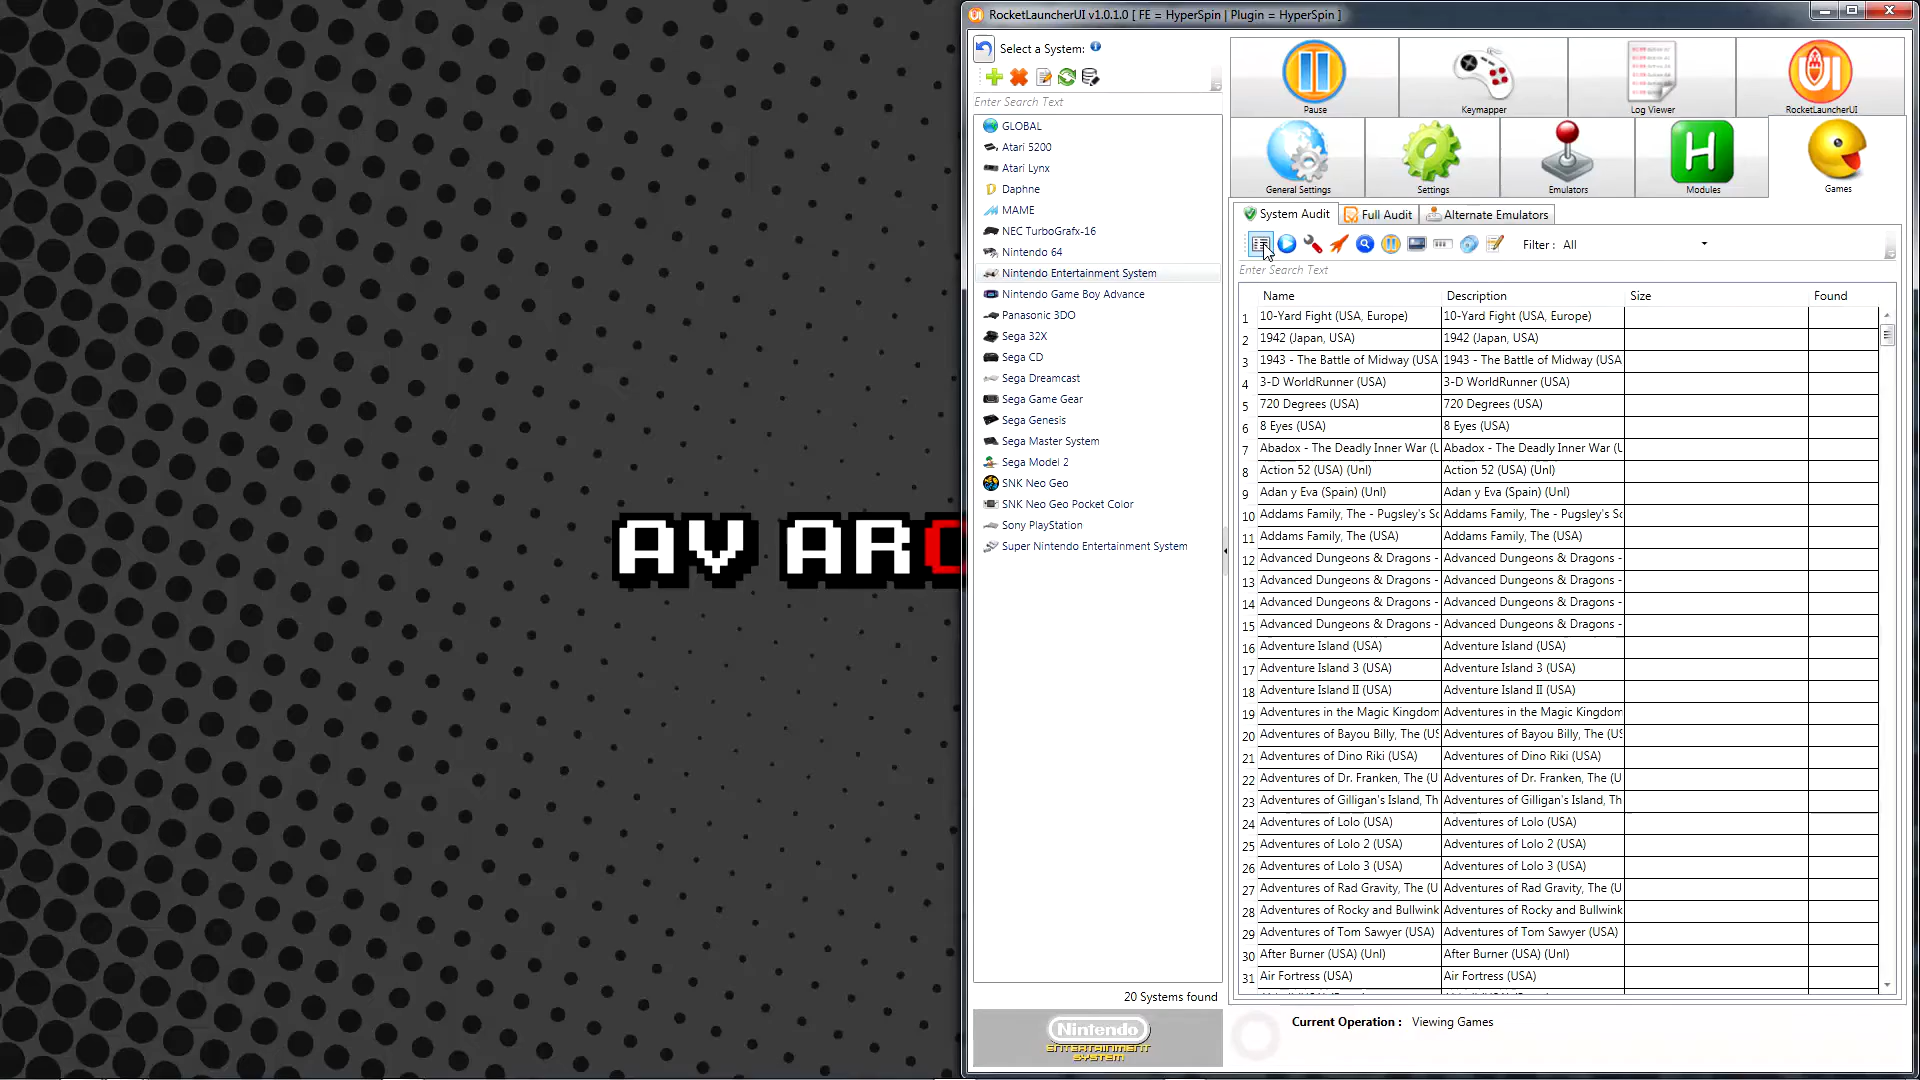 RocketLauncherUI v1.0.1.0 [ FE = HyperSpin | Plugin = HyperSpin ]
Select a System:
Enter Search Text
GLOBAL
Atari 5200
Atari Lynx
Daphne
MAME
NEC TurboGrafx-16
Nintendo 64
Nintendo Entertainment System
Nintendo Game Boy Advance
Panasonic 3DO
Sega 32X
Sega CD
Sega Dreamcast
Sega Game Gear
Sega Genesis
Sega Master System
Sega Model 2
SNK Neo Geo
SNK Neo Geo Pocket Color
Sony PlayStation
Super Nintendo Entertainment System
20 Systems found
Nintendo
ENTERTAINMENT
SYSTEM
AV ARC
Pause Keymapper Log Viewer RocketLauncherUI
General Settings Settings Emulators Modules Games
System Audit Full Audit Alternate Emulators
Filter : All
Enter Search Text
Name Description Size Found
1 10-Yard Fight (USA, Europe) 10-Yard Fight (USA, Europe)
2 1942 (Japan, USA) 1942 (Japan, USA)
3 1943 - The Battle of Midway (USA 1943 - The Battle of Midway (USA
4 3-D WorldRunner (USA) 3-D WorldRunner (USA)
5 720 Degrees (USA) 720 Degrees (USA)
6 8 Eyes (USA) 8 Eyes (USA)
7 Abadox - The Deadly Inner War (U Abadox - The Deadly Inner War (U
8 Action 52 (USA) (Unl) Action 52 (USA) (Unl)
9 Adan y Eva (Spain) (Unl) Adan y Eva (Spain) (Unl)
10 Addams Family, The - Pugsley's Sc Addams Family, The - Pugsley's Sc
11 Addams Family, The (USA) Addams Family, The (USA)
12 Advanced Dungeons & Dragons - Advanced Dungeons & Dragons -
13 Advanced Dungeons & Dragons - Advanced Dungeons & Dragons -
14 Advanced Dungeons & Dragons - Advanced Dungeons & Dragons -
15 Advanced Dungeons & Dragons - Advanced Dungeons & Dragons -
16 Adventure Island (USA) Adventure Island (USA)
17 Adventure Island 3 (USA) Adventure Island 3 (USA)
18 Adventure Island II (USA) Adventure Island II (USA)
19 Adventures in the Magic Kingdom Adventures in the Magic Kingdom
20 Adventures of Bayou Billy, The (US Adventures of Bayou Billy, The (US
21 Adventures of Dino Riki (USA) Adventures of Dino Riki (USA)
22 Adventures of Dr. Franken, The (U Adventures of Dr. Franken, The (U
23 Adventures of Gilligan's Island, Th Adventures of Gilligan's Island, Th
24 Adventures of Lolo (USA) Adventures of Lolo (USA)
25 Adventures of Lolo 2 (USA) Adventures of Lolo 2 (USA)
26 Adventures of Lolo 3 (USA) Adventures of Lolo 3 (USA)
27 Adventures of Rad Gravity, The (U Adventures of Rad Gravity, The (U
28 Adventures of Rocky and Bullwink Adventures of Rocky and Bullwink
29 Adventures of Tom Sawyer (USA) Adventures of Tom Sawyer (USA)
30 After Burner (USA) (Unl) After Burner (USA) (Unl)
31 Air Fortress (USA) Air Fortress (USA)
Current Operation : Viewing Games